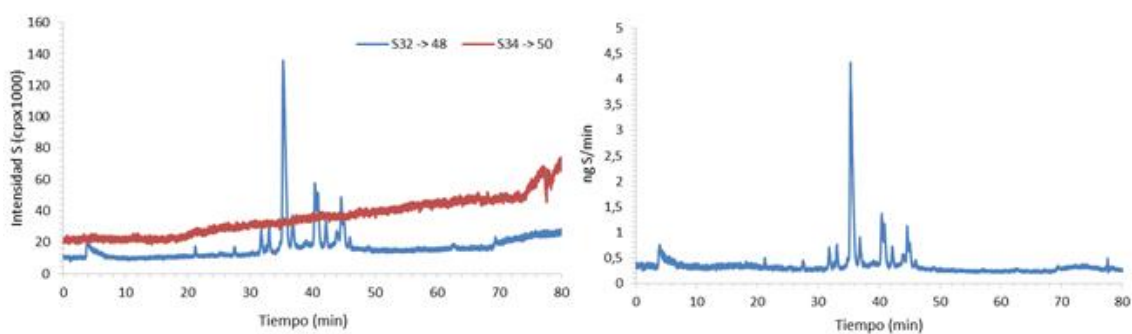 160
140
120
100
80
60
40
20
0
Intensidad S (cpsx1000)
S32 -> 48 S34 -> 50
0 10 20 30 40 50 60 70 80
Tiempo (min)
5
4,5
4
3,5
3
2,5
2
1,5
1
0,5
0
ng S/min
0 10 20 30 40 50 60 70 80
Tiempo (min)